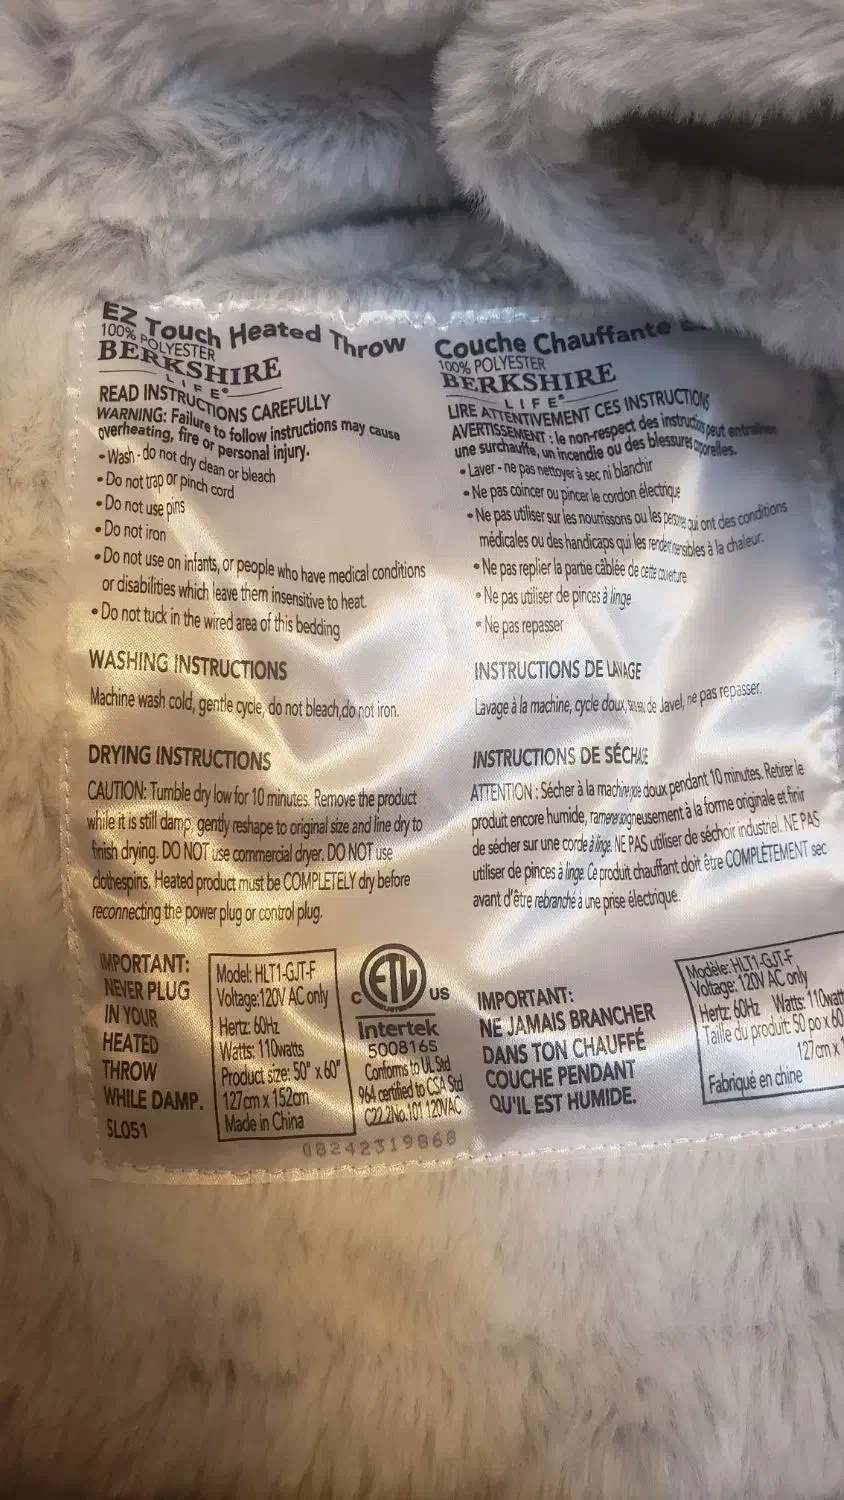 EZ Touch Heated Throw
100% POLYESTER
BERKSHIRE
LIFE®
READ INSTRUCTIONS CAREFULLY
WARNING: Failure to follow instructions may cause
overheating, fire or personal injury.
• Wash - do not dry clean or bleach
• Do not trap or pinch cord
• Do not use pins
• Do not iron
• Do not use on infants, or people who have medical conditions
or disabilities which leave them insensitive to heat.
• Do not tuck in the wired area of this bedding
WASHING INSTRUCTIONS
Machine wash cold, gentle cycle, do not bleach,do not iron.
DRYING INSTRUCTIONS
CAUTION: Tumble dry low for 10 minutes. Remove the product
while it is still damp, gently reshape to original size and line dry to
finish drying. DO NOT use commercial dryer. DO NOT use
clothespins. Heated product must be COMPLETELY dry before
reconnecting the power plug or control plug.
IMPORTANT:
NEVER PLUG
IN YOUR
HEATED
THROW
WHILE DAMP.
SL051
Model: HLT1-GJT-F
Voltage:120V AC only
Hertz: 60Hz
Watts: 110watts
Product size: 50" x 60"
127cm x 152cm
Made in China
C ETL US
Intertek
5008165
Conforms to UL Std
964 certified to CSA Std
C22.2No.101 120VAC
08242319868
Couche Chauffante
100% POLYESTER
BERKSHIRE
LIFE®
LIRE ATTENTIVEMENT CES INSTRUCTIONS
AVERTISSEMENT : le non-respect des instructions peut entraîner
une surchauffe, un incendie ou des blessures
• Laver - ne pas nettoyer à sec ni blanchir
• Ne pas coincer ou pincer le cordon électrique
• Ne pas utiliser sur les nourrissons ou les qui ont des conditions
médicales ou des handicaps qui les à la chaleur.
• Ne pas replier la partie câblée de cette
• Ne pas utiliser de pinces à linge
• Ne pas repasser
INSTRUCTIONS DE LAVAGE
Lavage à la machine, cycle doux, de Javel, ne pas repasser.
INSTRUCTIONS DE SÉCHAGE
ATTENTION : Sécher à la doux pendant 10 minutes. Retirer le
produit encore humide, à la forme originale et finir
de sécher sur une corde à linge. NE PAS utiliser de séchoir industriel. NE PAS
utiliser de pinces à linge. Ce produit chauffant doit être COMPLÈTEMENT sec
avant d'être rebranché à une prise électrique.
IMPORTANT:
NE JAMAIS BRANCHER
DANS TON CHAUFFÉ
COUCHE PENDANT
QU'IL EST HUMIDE.
Modèle: HLT1-GJT-F
Voltage: 120V AC only
Hertz: 60Hz Watts: 110watt
Taille du produit: 50 po x 60
127cm x 1
Fabriqué en chine